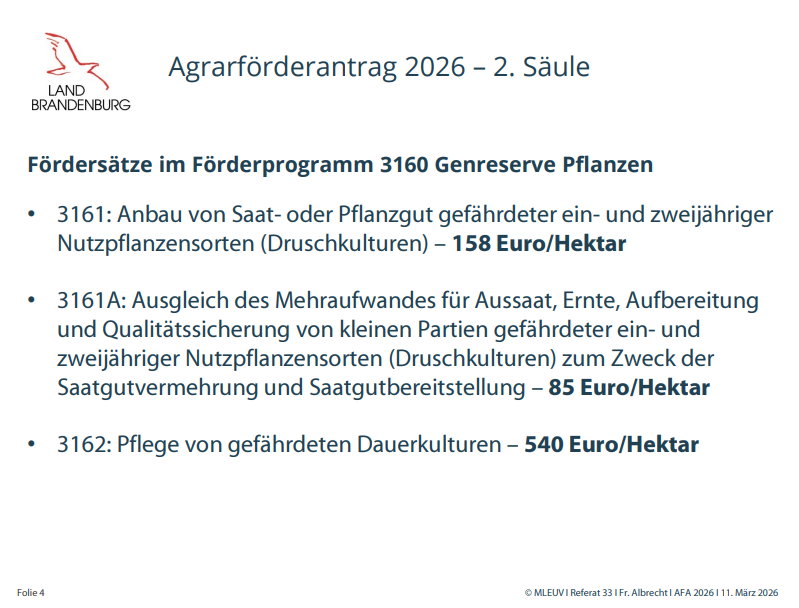 LAND
BRANDENBURG
Agrarförderantrag 2026 – 2. Säule
Fördersätze im Förderprogramm 3160 Genreserve Pflanzen
• 3161: Anbau von Saat- oder Pflanzgut gefährdeter ein- und zweijähriger
Nutzpflanzensorten (Druschkulturen) – 158 Euro/Hektar
• 3161A: Ausgleich des Mehraufwandes für Aussaat, Ernte, Aufbereitung
und Qualitätssicherung von kleinen Partien gefährdeter ein- und
zweijähriger Nutzpflanzensorten (Druschkulturen) zum Zweck der
Saatgutvermehrung und Saatgutbereitstellung – 85 Euro/Hektar
• 3162: Pflege von gefährdeten Dauerkulturen – 540 Euro/Hektar
Folie 4
© MLEUV I Referat 33 I Fr. Albrecht I AFA 2026 I 11. März 2026